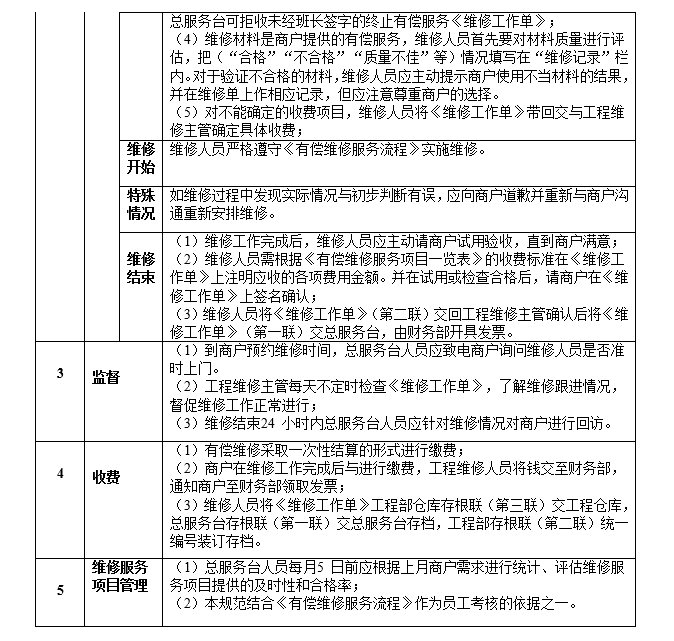 总服务台可拒收未经班长签字的终止有偿服务《维修工作单》；
（4）维修材料是商户提供的有偿服务，维修人员首先要对材料质量进行评
估，把（“合格”“不合格”“质量不佳”等）情况填写在“维修记录”栏
内。对于验证不合格的材料，维修人员应主动提示商户使用不当材料的结果，
并在维修单上作相应记录，但应注意尊重商户的选择。
（5）对不能确定的收费项目，维修人员将《维修工作单》带回交与工程维
修主管确定具体收费；
维修
开始
维修人员严格遵守《有偿维修服务流程》实施维修。
特殊
情况
如维修过程中发现实际情况与初步判断有误，应向商户道歉并重新与商户沟
通重新安排维修。
维修
结束
（1）维修工作完成后，维修人员应主动请商户试用验收，直到商户满意；
（2）维修人员需根据《有偿维修服务项目一览表》的收费标准在《维修工
作单》上注明应收的各项费用金额。并在试用或检查合格后，请商户在《维
修工作单》上签名确认；
（3）维修人员将《维修工作单》（第二联）交回工程维修主管确认后将《维
修工作单》（第一联）交总服务台，由财务部开具发票。
3
监督
（1）到商户预约维修时间，总服务台人员应致电商户询问维修人员是否准
时上门。
（2）工程维修主管每天不定时检查《维修工作单》，了解维修跟进情况，
督促维修工作正常进行；
（3）维修结束24 小时内总服务台人员应针对维修情况对商户进行回访。
4
收费
（1）有偿维修采取一次性结算的形式进行缴费；
（2）商户在维修工作完成后与进行缴费，工程维修人员将钱交至财务部，
通知商户至财务部领取发票；
（3）维修人员将《维修工作单》工程部仓库存根联（第三联）交工程仓库，
总服务台存根联（第一联）交总服务台存档，工程部存根联（第二联）统一
编号装订存档。
5
维修服务
项目管理
（1）总服务台人员每月5 日前应根据上月商户需求进行统计、评估维修服
务项目提供的及时性和合格率；
（2）本规范结合《有偿维修服务流程》作为员工考核的依据之一。